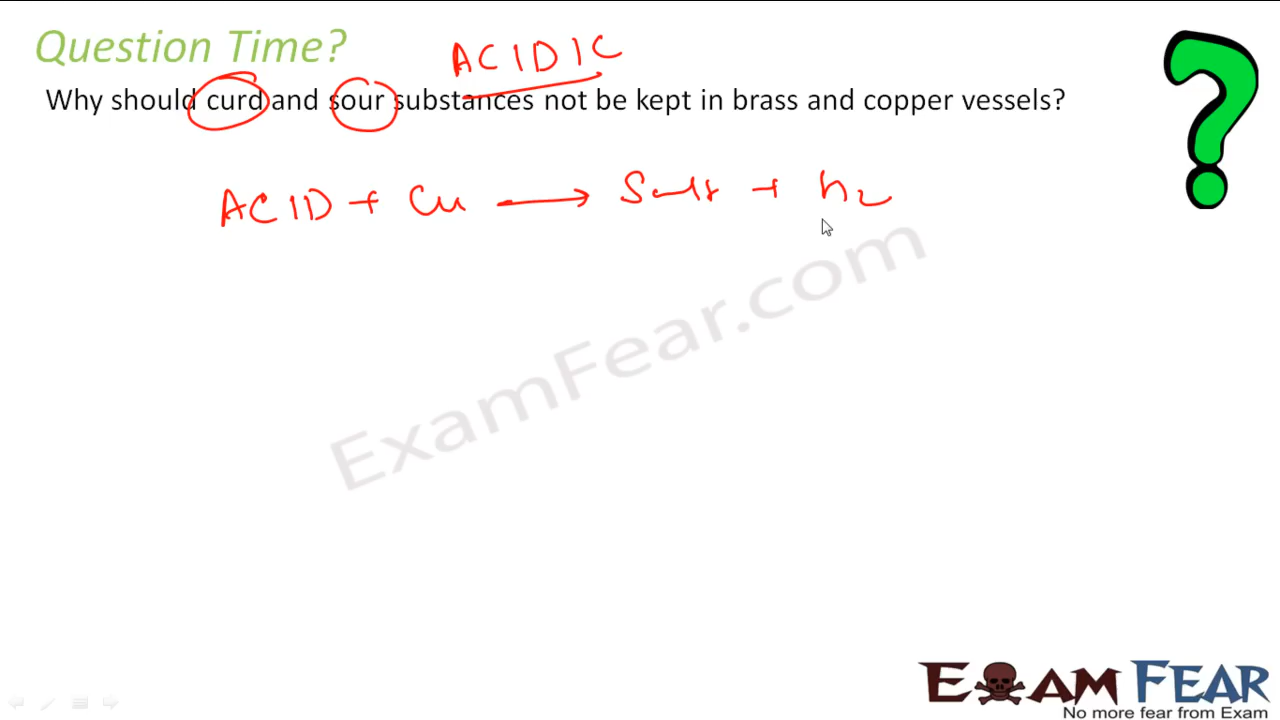 Question Time?
ACIDIC
Why should curd and sour substances not be kept in brass and copper vessels?
ACID + Cu → Salt + H2
ExamFear.com
EXAM FEAR
No more fear from Exam